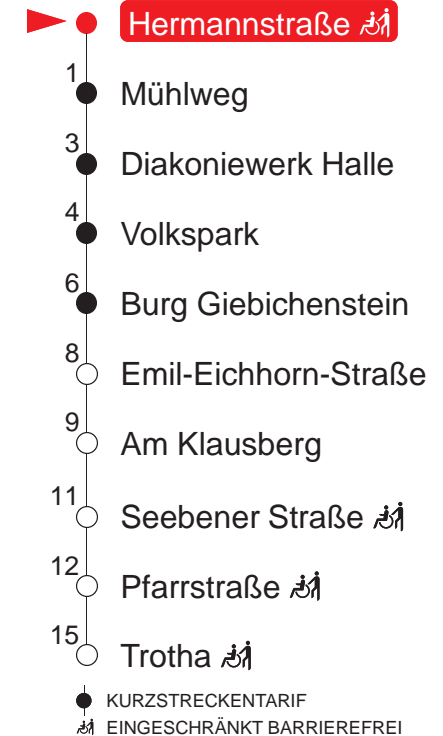 Hermannstraße
1
Mühlweg
3
Diakoniewerk Halle
4
Volkspark
6
Burg Giebichenstein
8
Emil-Eichhorn-Straße
9
Am Klausberg
11
Seebener Straße
12
Pfarrstraße
15
Trotha
KURZSTRECKENTARIF
EINGESCHRÄNKT BARRIEREFREI